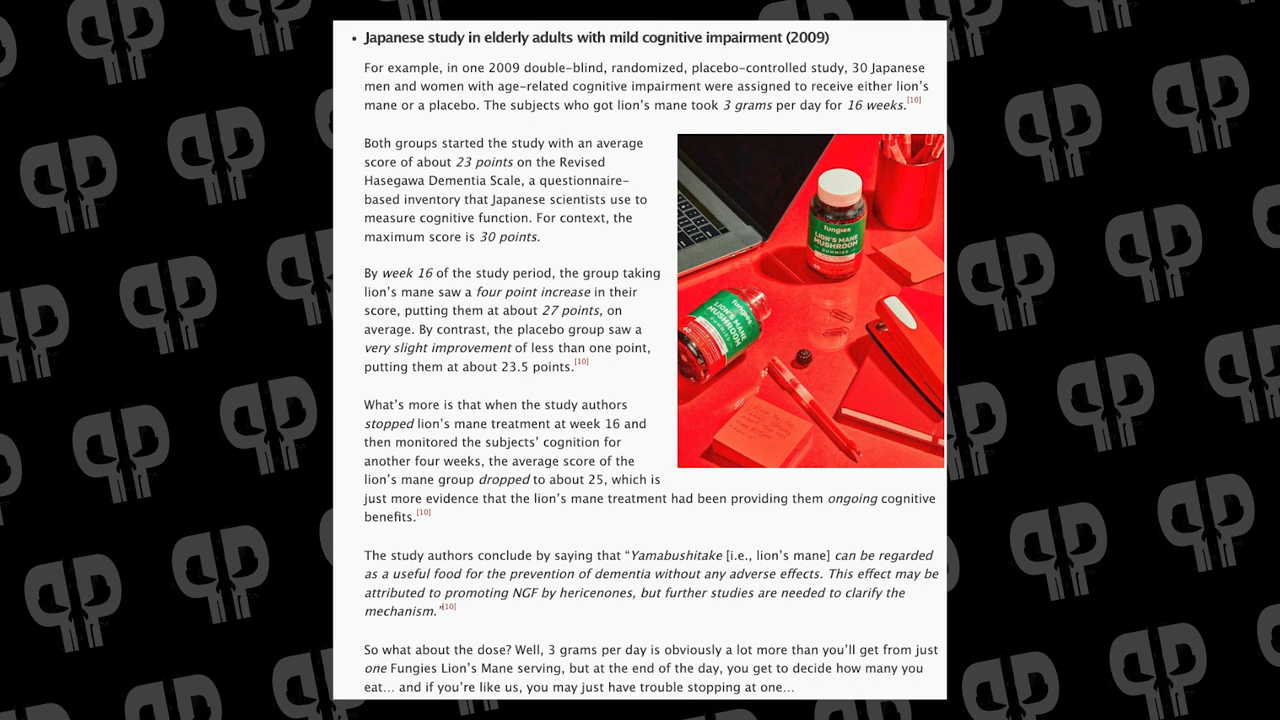 • Japanese study in elderly adults with mild cognitive impairment (2009)
For example, in one 2009 double-blind, randomized, placebo-controlled study, 30 Japanese
men and women with age-related cognitive impairment were assigned to receive either lion's
mane or a placebo. The subjects who got lion's mane took 3 grams per day for 16 weeks.[10]
Both groups started the study with an average
score of about 23 points on the Revised
Hasegawa Dementia Scale, a questionnaire-
based inventory that Japanese scientists use to
measure cognitive function. For context, the
maximum score is 30 points.
By week 16 of the study period, the group taking
lion's mane saw a four point increase in their
score, putting them at about 27 points, on
average. By contrast, the placebo group saw a
very slight improvement of less than one point,
putting them at about 23.5 points.[10]
What's more is that when the study authors
stopped lion's mane treatment at week 16 and
then monitored the subjects' cognition for
another four weeks, the average score of the
lion's mane group dropped to about 25, which is
just more evidence that the lion's mane treatment had been providing them ongoing cognitive
benefits.[10]
The study authors conclude by saying that “Yamabushitake [i.e., lion's mane] can be regarded
as a useful food for the prevention of dementia without any adverse effects. This effect may be
attributed to promoting NGF by hericenones, but further studies are needed to clarify the
mechanism.”[10]
So what about the dose? Well, 3 grams per day is obviously a lot more than you'll get from just
one Fungies Lion's Mane serving, but at the end of the day, you get to decide how many you
eat… and if you're like us, you may just have trouble stopping at one…
fungies
LION'S MANE
MUSHROOM
GUMMIES
60
fungies
LION'S MANE
MUSHROOM
GUMMIES
60